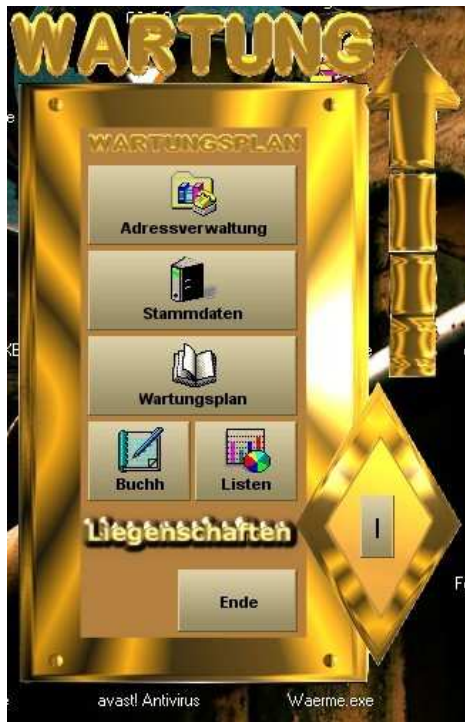 WARTUNG
WARTUNGSPLAN
Adressverwaltung
Stammdaten
Wartungsplan
Buchh Listen
Liegenschaften
I
Ende
avast! Antivirus Waerme.exe